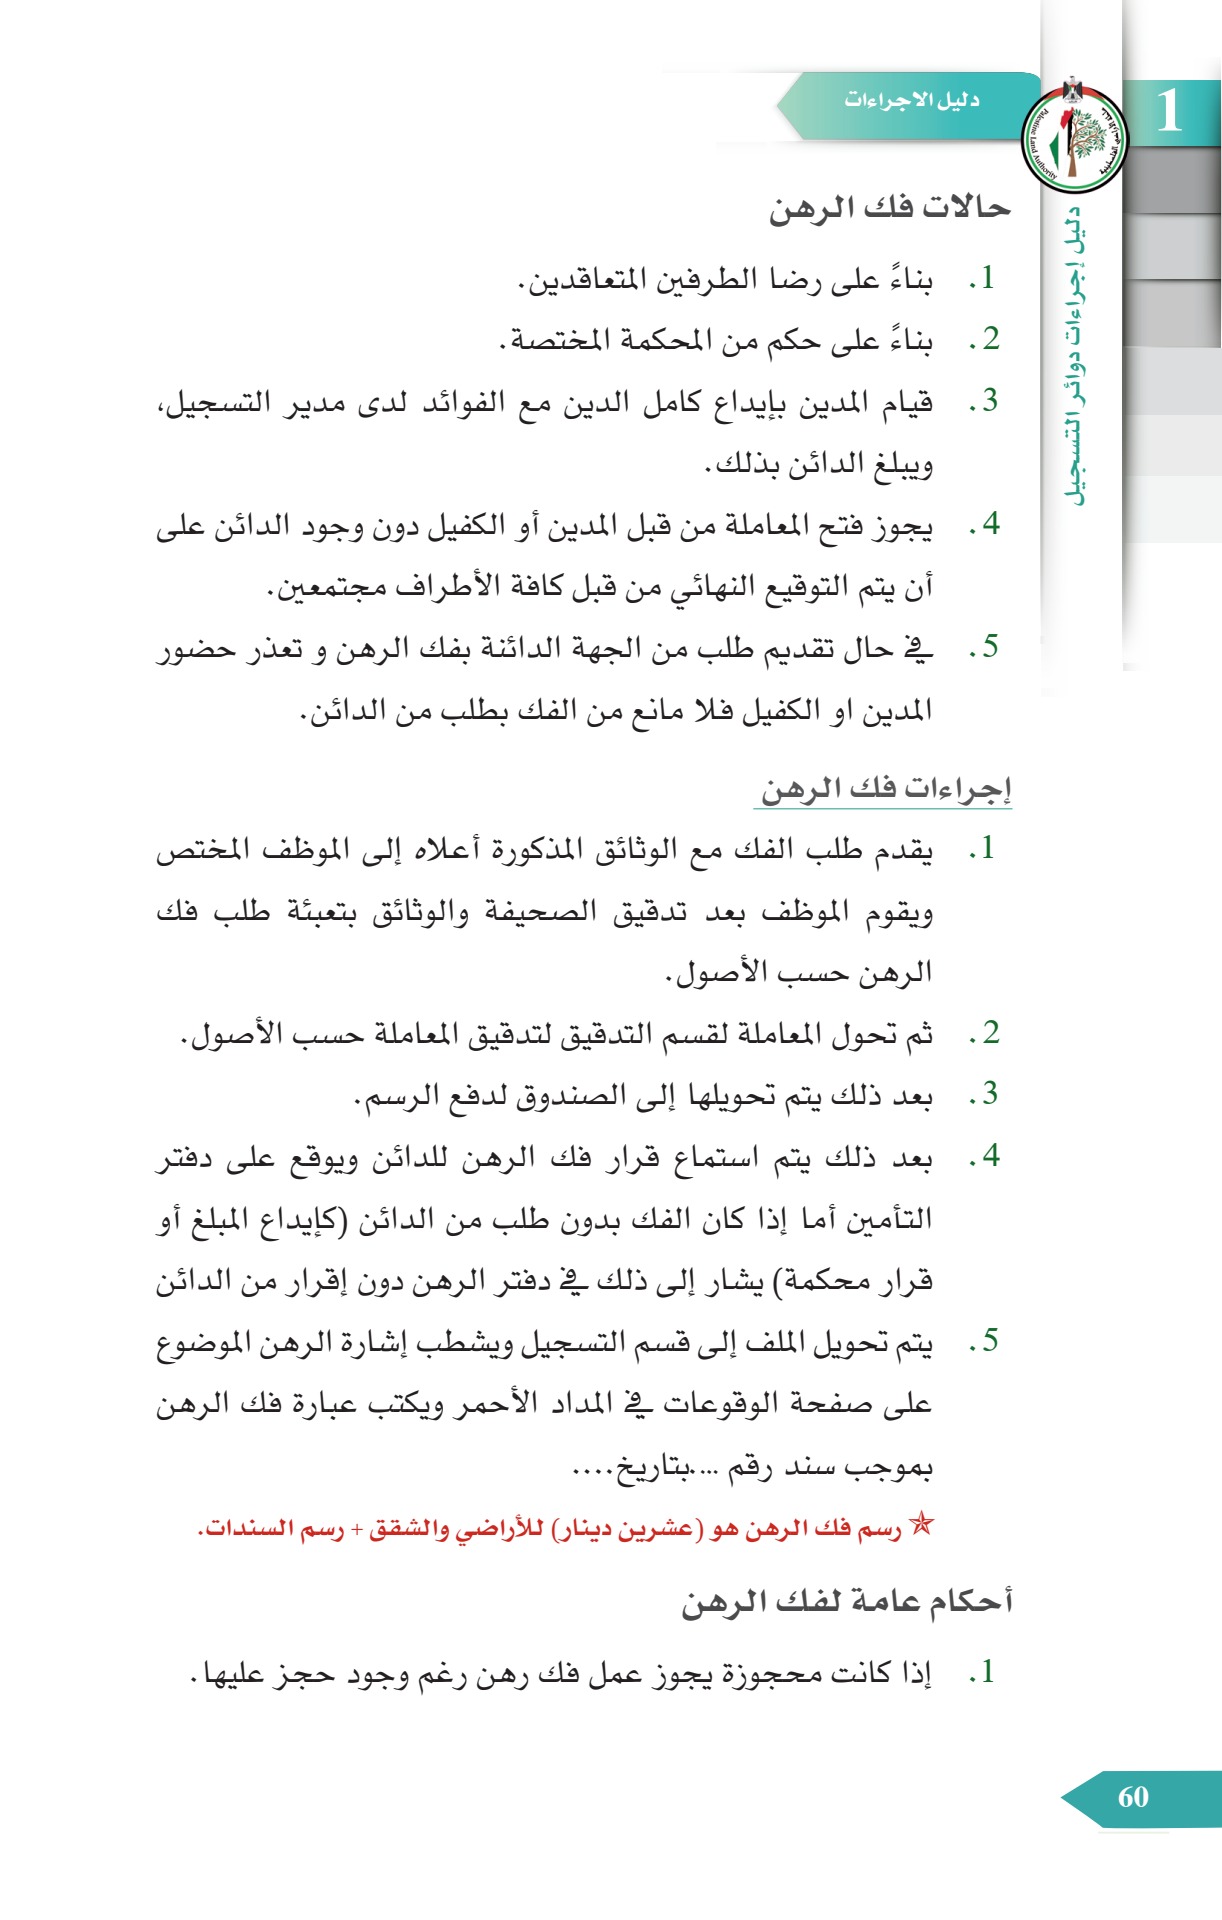 دليل الاجراءات
1
Palestine Land Authority
دليل إجراءات دوائر التسجيل
حالات فك الرهن
1. بناءً على رضا الطرفين المتعاقدين.
2. بناءً على حكم من المحكمة المختصة.
3. قيام المدين بإيداع كامل الدين مع الفوائد لدى مدير التسجيل،
ويبلغ الدائن بذلك.
4. يجوز فتح المعاملة من قبل المدين أو الكفيل دون وجود الدائن على
أن يتم التوقيع النهائي من قبل كافة الأطراف مجتمعين.
5. في حال تقديم طلب من الجهة الدائنة بفك الرهن و تعذر حضور
المدين او الكفيل فلا مانع من الفك بطلب من الدائن.
إجراءات فك الرهن
1. يقدم طلب الفك مع الوثائق المذكورة أعلاه إلى الموظف المختص
ويقوم الموظف بعد تدقيق الصحيفة والوثائق بتعبئة طلب فك
الرهن حسب الأصول.
2. ثم تحول المعاملة لقسم التدقيق لتدقيق المعاملة حسب الأصول.
3. بعد ذلك يتم تحويلها إلى الصندوق لدفع الرسم.
4. بعد ذلك يتم استماع قرار فك الرهن للدائن ويوقع على دفتر
التأمين أما إذا كان الفك بدون طلب من الدائن (كإيداع المبلغ أو
قرار محكمة) يشار إلى ذلك في دفتر الرهن دون إقرار من الدائن
5. يتم تحويل الملف إلى قسم التسجيل ويشطب إشارة الرهن الموضوع
على صفحة الوقوعات في المداد الأحمر ويكتب عبارة فك الرهن
بموجب سند رقم ....بتاريخ....
✯ رسم فك الرهن هو (عشرين دينار) للأراضي والشقق + رسم السندات.
أحكام عامة لفك الرهن
1. إذا كانت محجوزة يجوز عمل فك رهن رغم وجود حجز عليها.
60